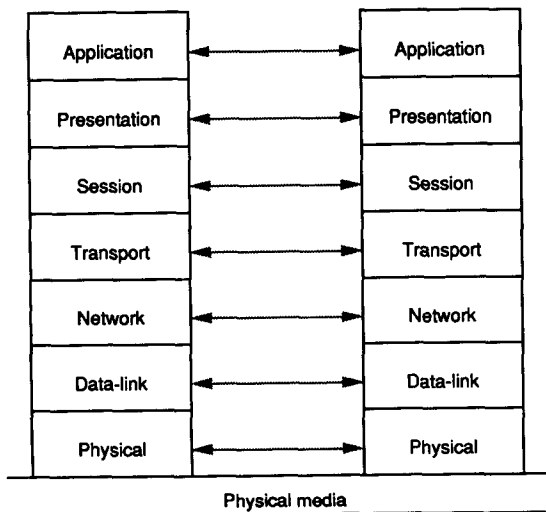 Application Application
Presentation Presentation
Session Session
Transport Transport
Network Network
Data-link Data-link
Physical Physical
Physical media